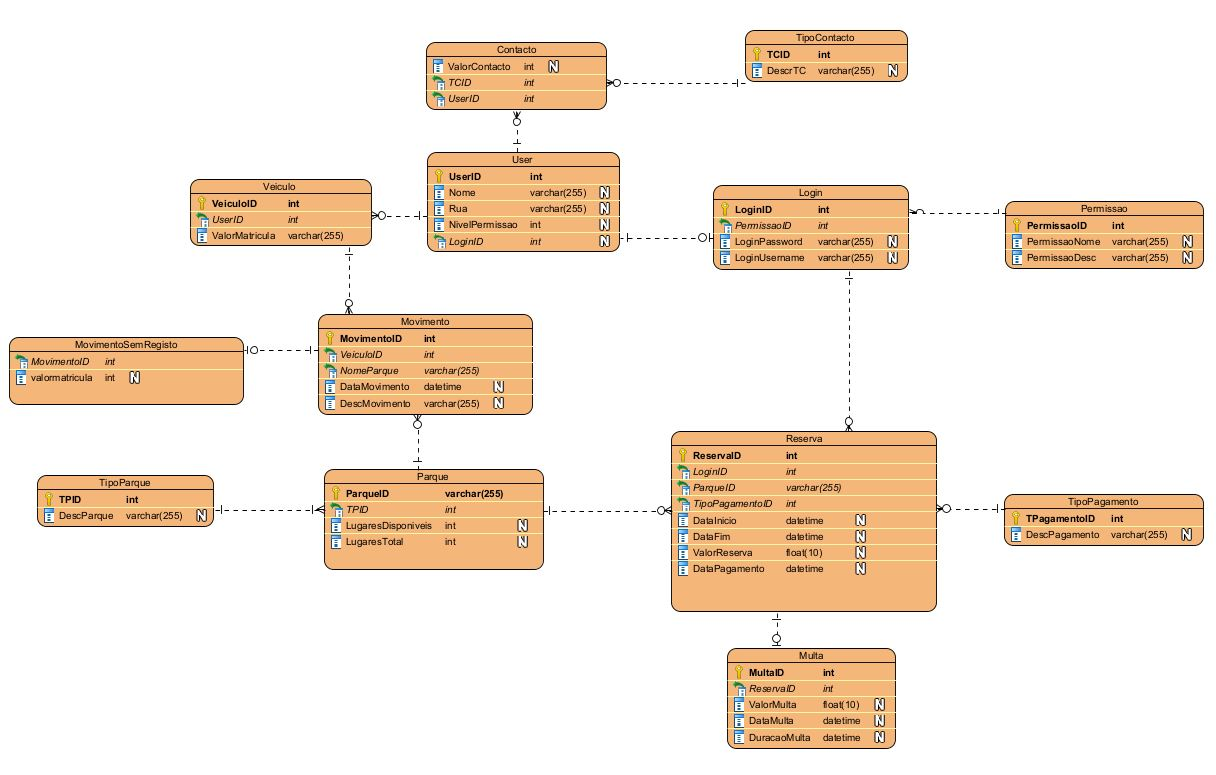 TipoContacto
TCID int
DescrTC varchar(255) N
Contacto
ValorContacto int N
TCID int
UserID int
User
UserID int
Nome varchar(255) N
Rua varchar(255) N
NivelPermissao int N
LoginID int N
Veiculo
VeiculoID int
UserID int
ValorMatricula varchar(255)
Login
LoginID int
PermissaoID int
LoginPassword varchar(255) N
LoginUsername varchar(255) N
Permissao
PermissaoID int
PermissaoNome varchar(255) N
PermissaoDesc varchar(255) N
Movimento
MovimentoID int
VeiculoID int
NomeParque varchar(255)
DataMovimento datetime N
DescMovimento varchar(255) N
MovimentoSemRegisto
MovimentoID int
valormatricula int N
TipoParque
TPID int
DescParque varchar(255) N
Parque
ParqueID varchar(255)
TPID int
LugaresDisponiveis int N
LugaresTotal int N
Reserva
ReservaID int
LoginID int
ParqueID varchar(255)
TipoPagamentoID int
DataInicio datetime N
DataFim datetime N
ValorReserva float(10) N
DataPagamento datetime N
TipoPagamento
TPagamentoID int
DescPagamento varchar(255) N
Multa
MultaID int
ReservaID int
ValorMulta float(10) N
DataMulta datetime N
DuracaoMulta datetime N